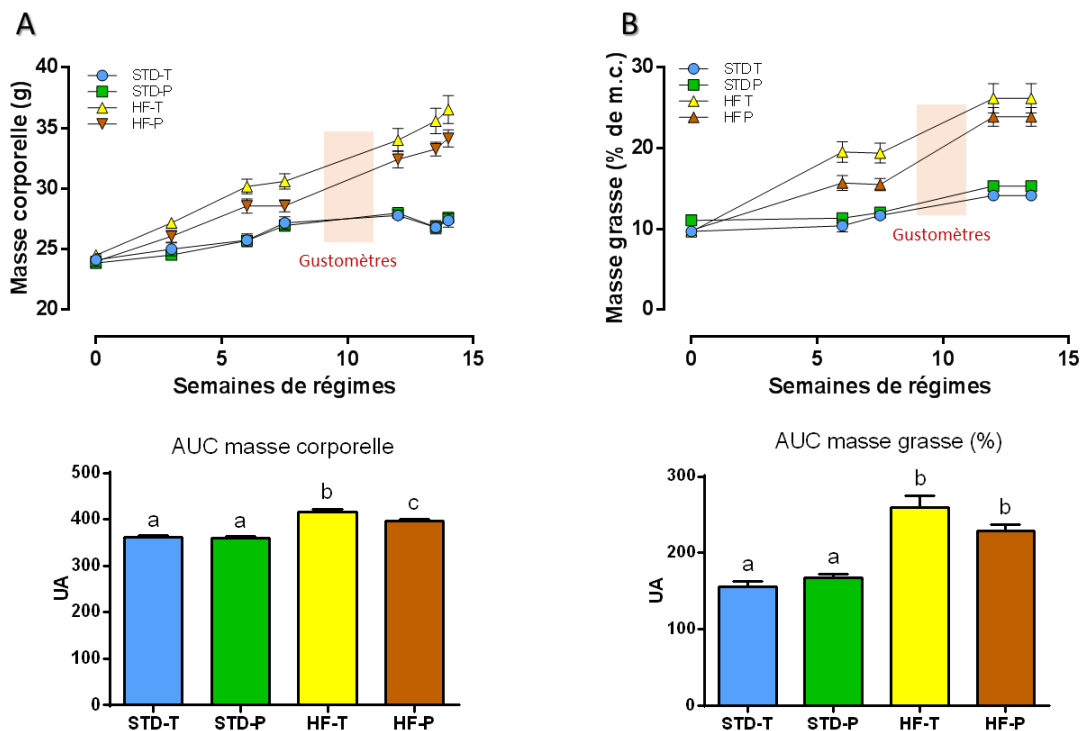 A
STD-T
STD-P
HF-T
HF-P
Masse corporelle (g)
40
35
30
25
20
Gustomètres
0
5
10
15
Semaines de régimes
B
STD T
STD P
HF T
HF P
Masse grasse (% de m.c.)
30
20
10
0
Gustomètres
0
5
10
15
Semaines de régimes
AUC masse corporelle
UA
500
400
300
200
100
0
a
a
b
c
STD-T
STD-P
HF-T
HF-P
AUC masse grasse (%)
UA
300
200
100
0
a
a
b
b
STD-T
STD-P
HF-T
HF-P